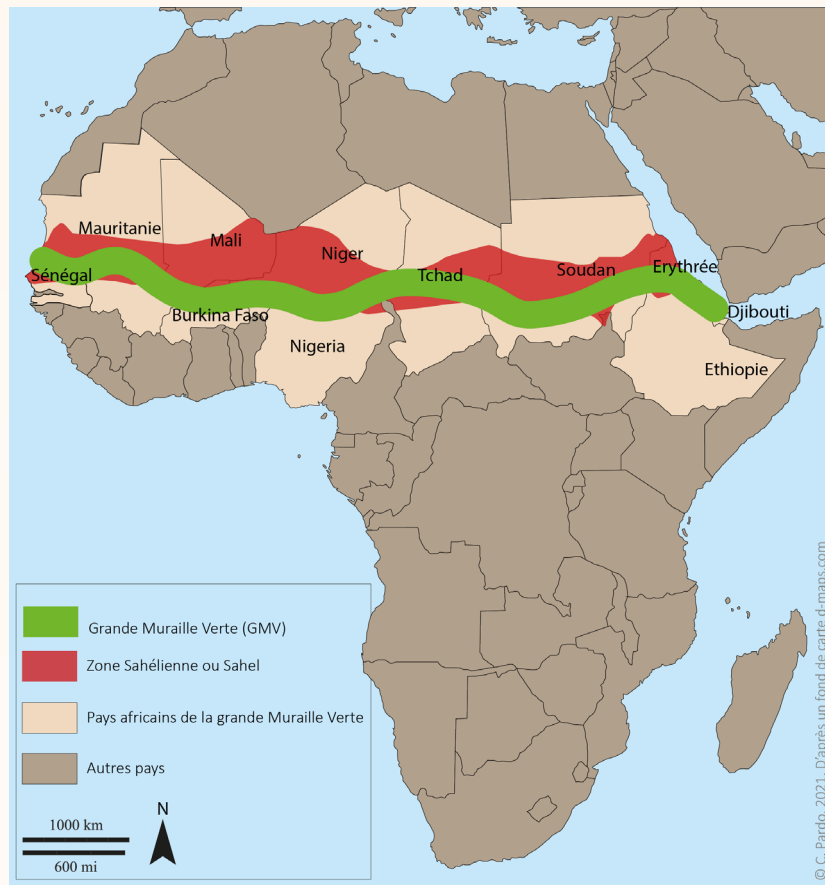 Mauritanie
Mali
Niger
Sénégal
Tchad
Soudan
Erythrée
Burkina Faso
Djibouti
Nigeria
Ethiopie
Grande Muraille Verte (GMV)
Zone Sahélienne ou Sahel
Pays africains de la grande Muraille Verte
Autres pays
1000 km
600 mi
N
© C. Pardo, 2021. D'après un fond de carte d-maps.com